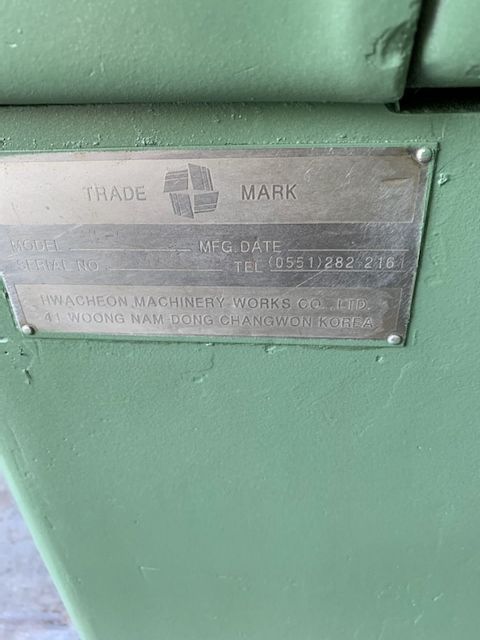 TRADE MARK
MODEL MFG. DATE
SERIAL NO TEL (0551)282-2161
HWACHEON MACHINERY WORKS CO., LTD.
41 WOONG NAM-DONG CHANGWON KOREA